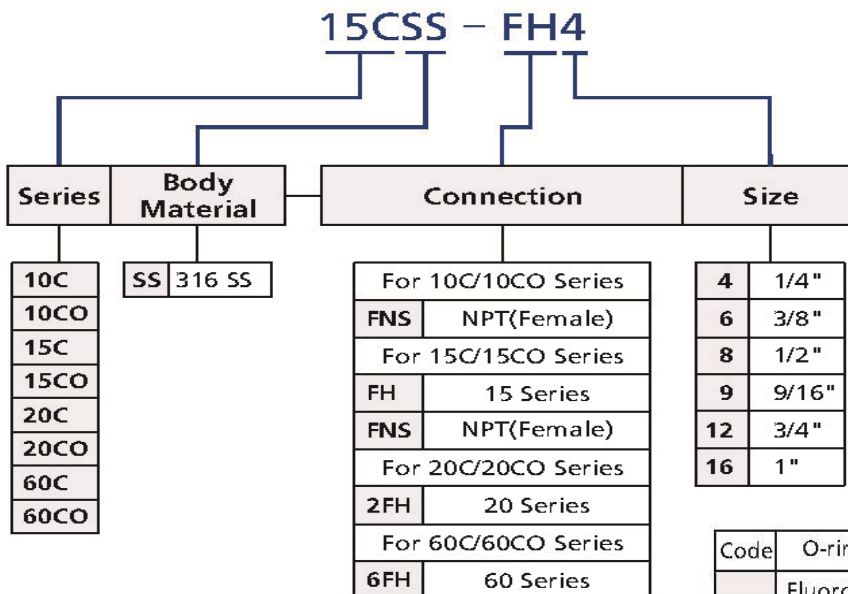 15CSS – FH4
Series
Body
Material
Connection
Size
10C
10CO
15C
15CO
20C
20CO
60C
60CO
SS 316 SS
For 10C/10CO Series
FNS NPT(Female)
For 15C/15CO Series
FH 15 Series
FNS NPT(Female)
For 20C/20CO Series
2FH 20 Series
For 60C/60CO Series
6FH 60 Series
4 1/4"
6 3/8"
8 1/2"
9 9/16"
12 3/4"
16 1"
Code